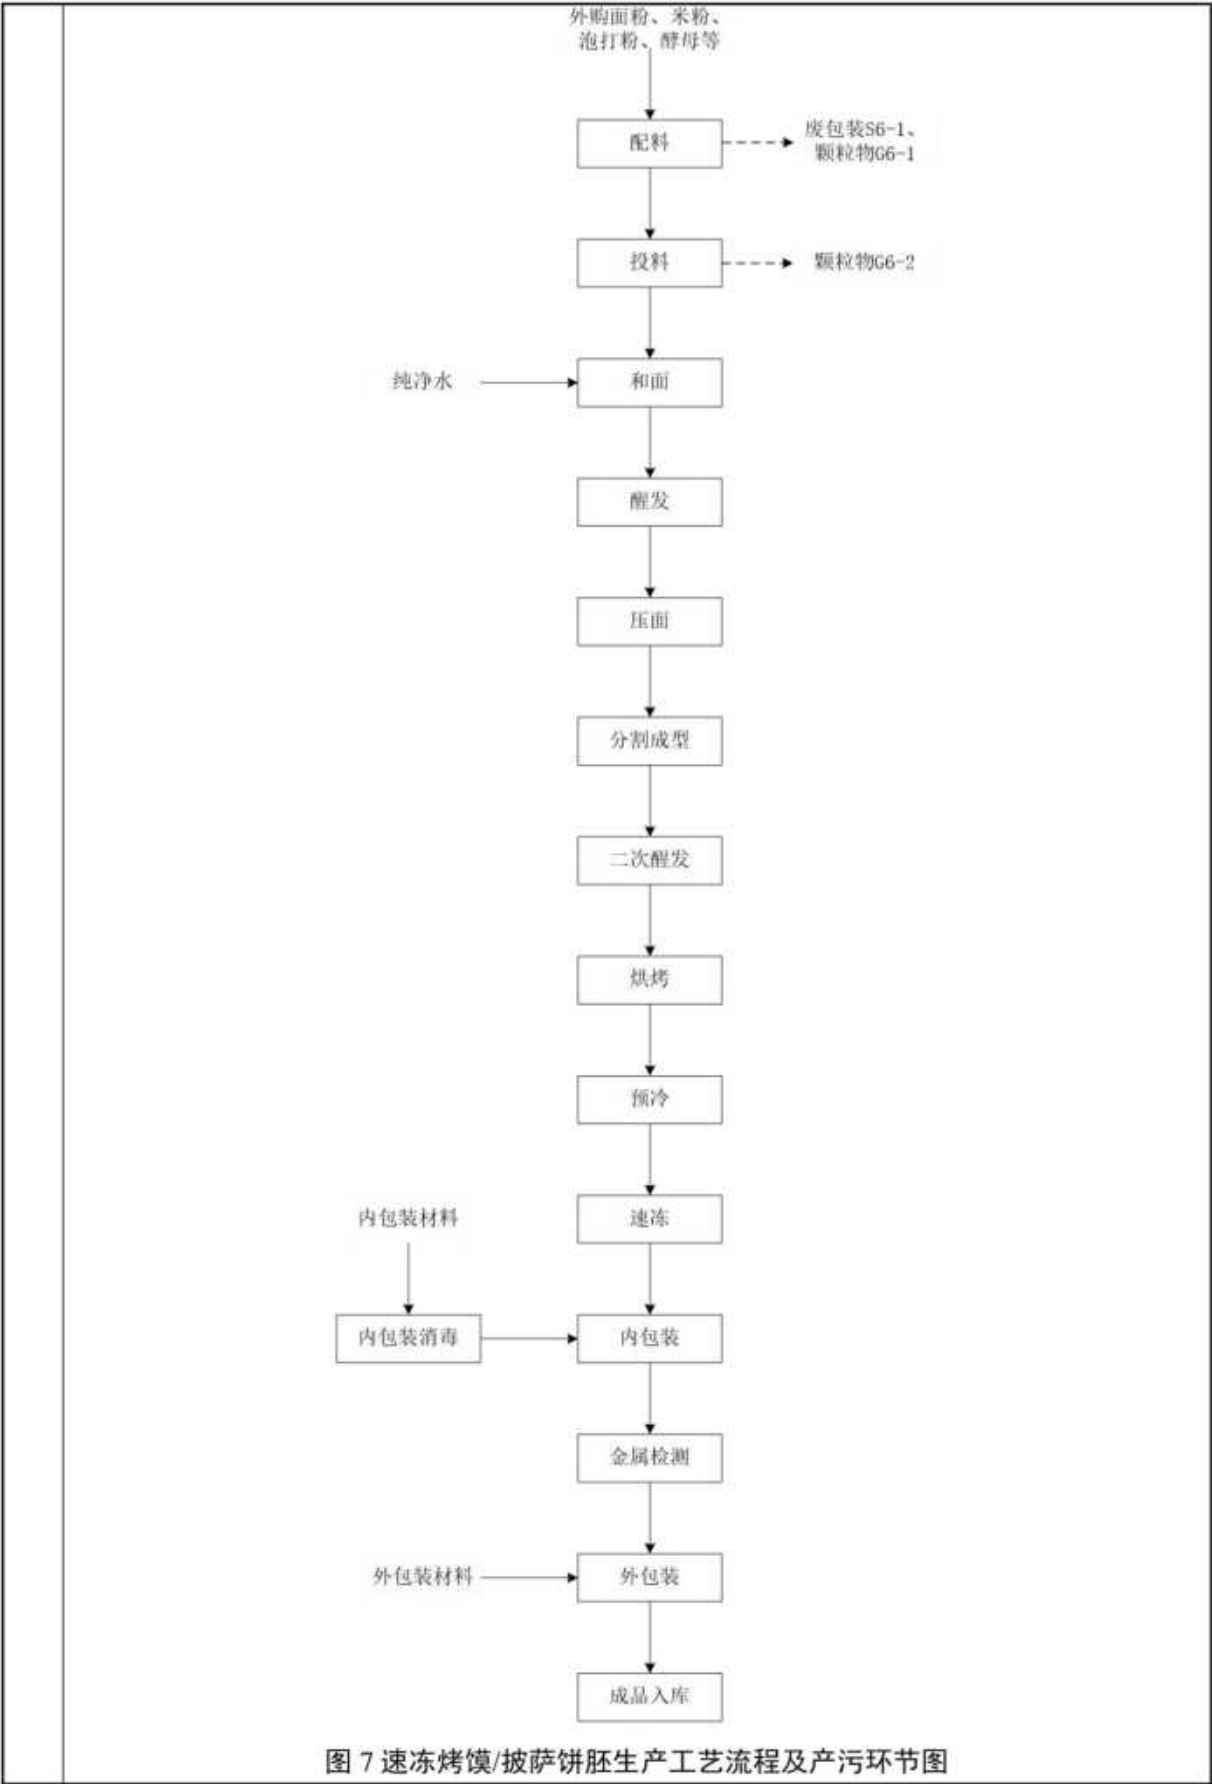 外购面粉、米粉、
泡打粉、酵母等
配料
废包装S6-1、
颗粒物G6-1
投料
颗粒物G6-2
纯净水
和面
醒发
压面
分割成型
二次醒发
烘烤
预冷
内包装材料
速冻
内包装消毒
内包装
金属检测
外包装材料
外包装
成品入库
图 7 速冻烤馍/披萨饼胚生产工艺流程及产污环节图